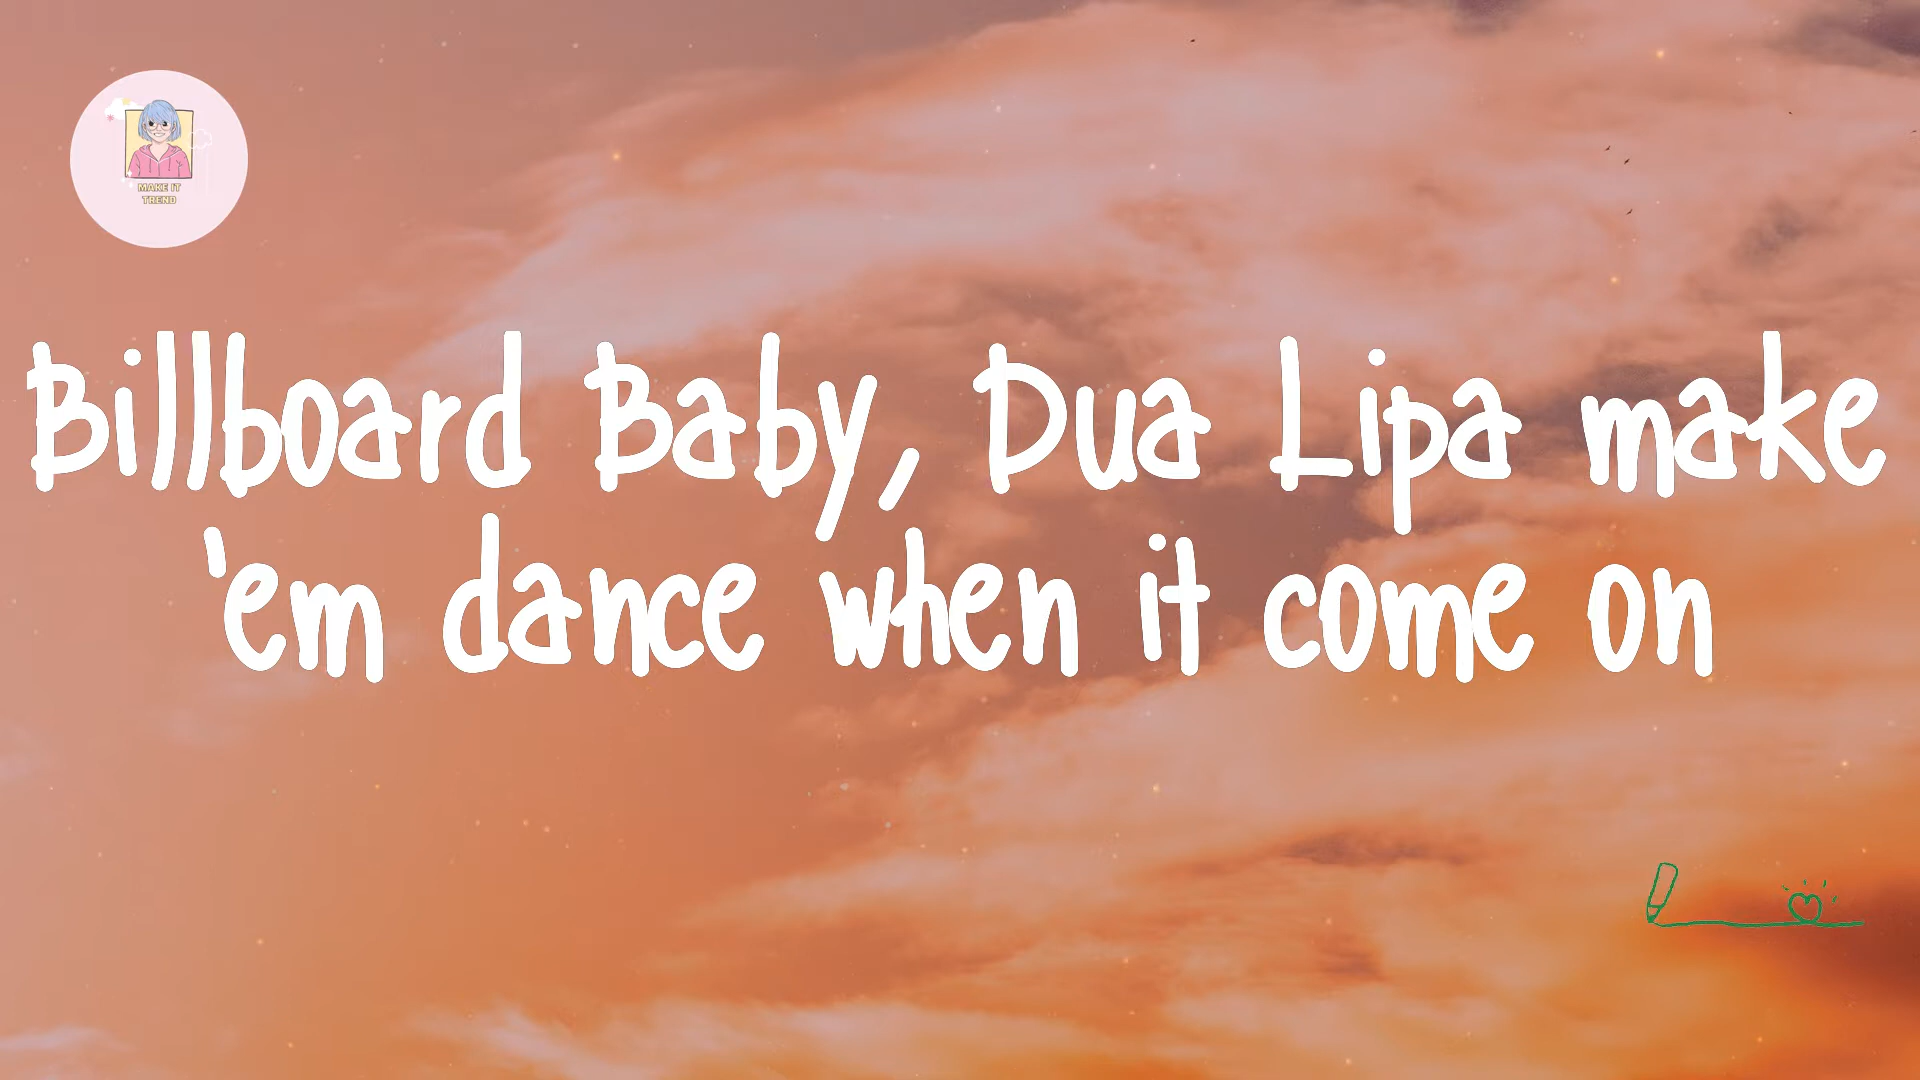 MAKE IT
TREND
Billboard Baby, Dua Lipa make
'em dance when it come on